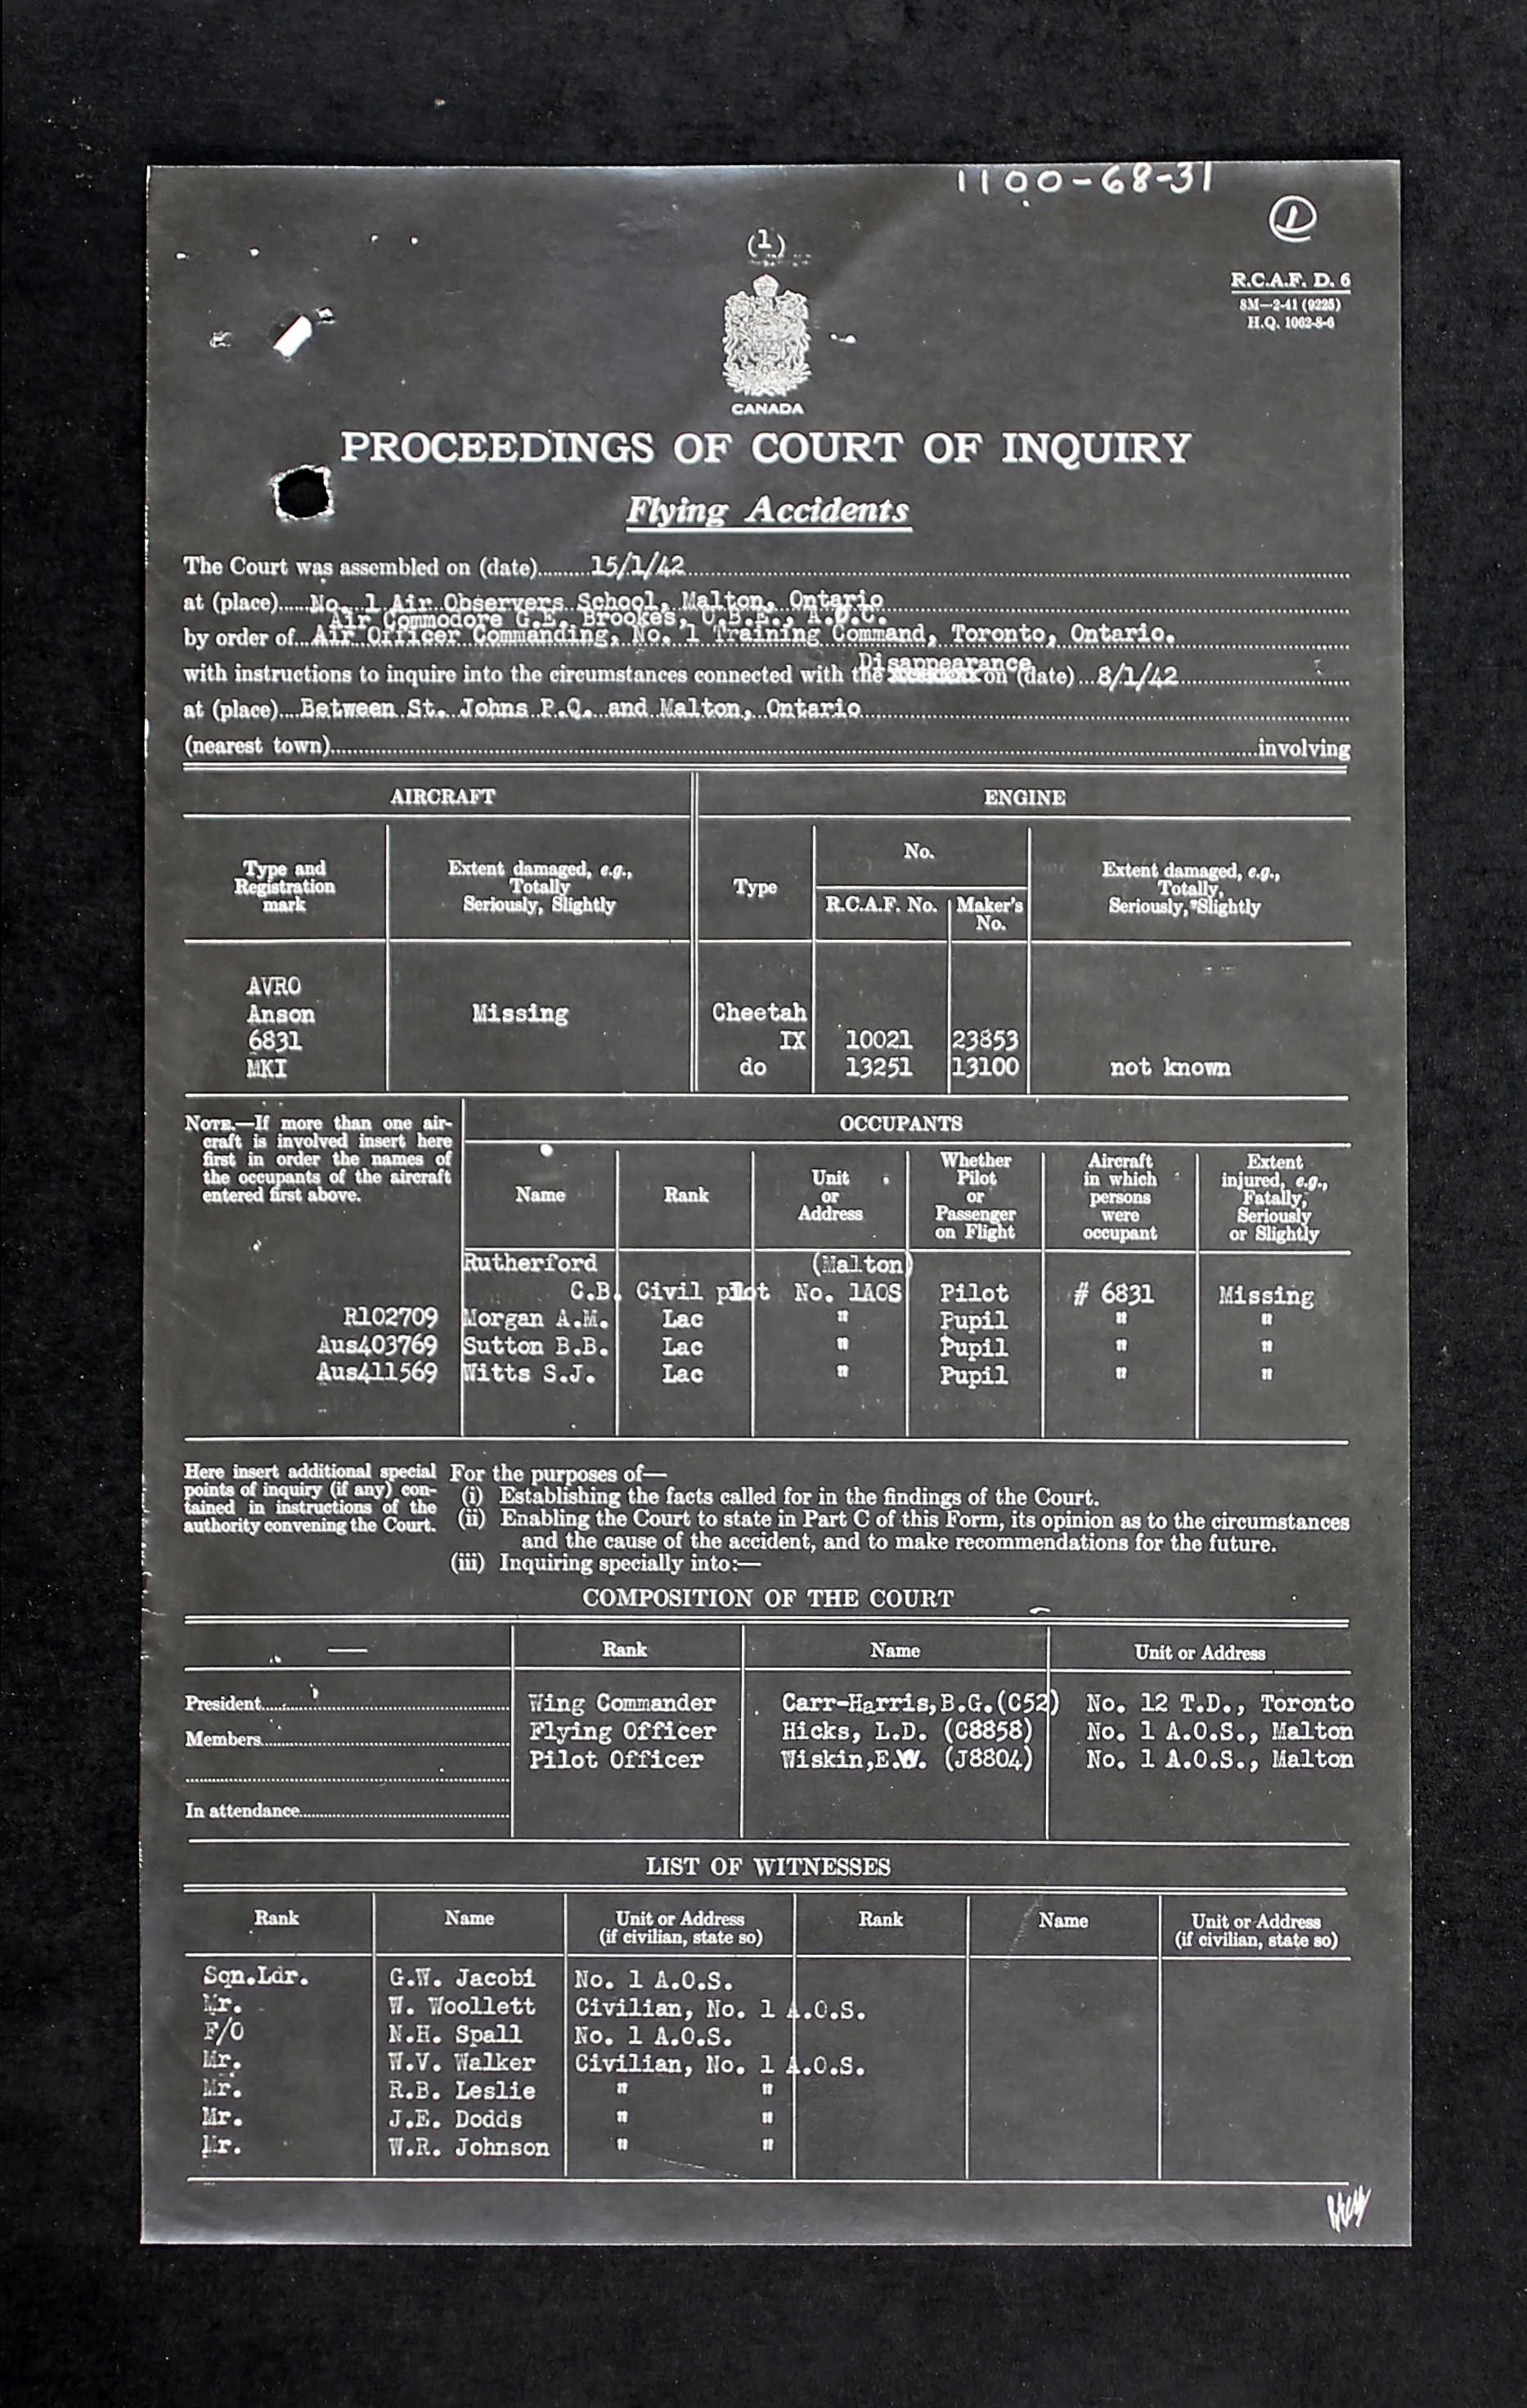 1100-68-31
1
(1)
R.C.A.F. D. 6
8M—2-41 (9225)
H.Q. 1062-8-6
CANADA
PROCEEDINGS OF COURT OF INQUIRY
Flying Accidents
The Court was assembled on (date) 15/1/42
at (place) No. 1 Air Observers School, Malton, Ontario
Air Commodore G.E. Brookes, O.B.E., A.D.C.
by order of Air Officer Commanding, No. 1 Training Command, Toronto, Ontario.
Disappearance
with instructions to inquire into the circumstances connected with the on (date) 8/1/42
at (place) Between St. Johns P.Q. and Malton, Ontario
(nearest town) involving
AIRCRAFT ENGINE
Type and Registration mark
Extent damaged, e.g., Totally Seriously, Slightly
Type
No.
R.C.A.F. No.
Maker's No.
Extent damaged, e.g., Totally, Seriously, Slightly
AVRO
Anson Missing Cheetah
6831 IX 10021 23853
MKI do 13251 13100 not known
NOTE.—If more than one air-
craft is involved insert here
first in order the names of
the occupants of the aircraft
entered first above.
OCCUPANTS
Name
Rank
Unit or Address
Whether Pilot or Passenger on Flight
Aircraft in which persons were occupant
Extent injured, e.g., Fatally, Seriously or Slightly
Rutherford (Malton)
C.B. Civil pilot No. 1AOS Pilot # 6831 Missing
R102709 Morgan A.M. Lac " Pupil " "
Aus403769 Sutton B.B. Lac " Pupil " "
Aus411569 Witts S.J. Lac " Pupil " "
Here insert additional special
points of inquiry (if any) con-
tained in instructions of the
authority convening the Court.
For the purposes of—
(i) Establishing the facts called for in the findings of the Court.
(ii) Enabling the Court to state in Part C of this Form, its opinion as to the circumstances
and the cause of the accident, and to make recommendations for the future.
(iii) Inquiring specially into:—
COMPOSITION OF THE COURT
— Rank Name Unit or Address
President Wing Commander Carr-Harris,B.G.(C52) No. 12 T.D., Toronto
Members Flying Officer Hicks, L.D. (C8858) No. 1 A.O.S., Malton
Pilot Officer Wiskin,E.W. (J8804) No. 1 A.O.S., Malton
In attendance
LIST OF WITNESSES
Rank Name Unit or Address (if civilian, state so) Rank Name Unit or Address (if civilian, state so)
Sqn.Ldr. G.W. Jacobi No. 1 A.O.S.
Mr. W. Woollett Civilian, No. 1 A.O.S.
F/O N.H. Spall No. 1 A.O.S.
Mr. W.V. Walker Civilian, No. 1 A.O.S.
Mr. R.B. Leslie " "
Mr. J.E. Dodds " "
Mr. W.R. Johnson " "